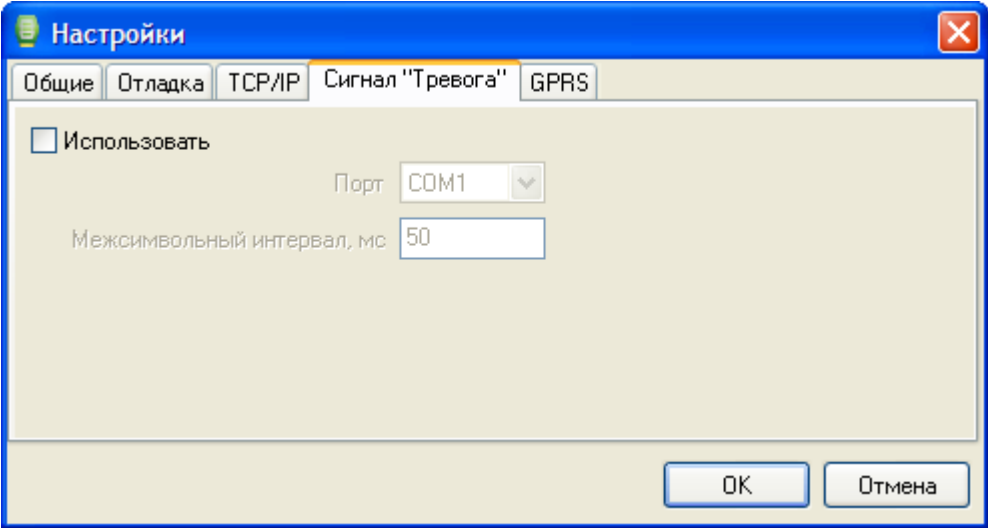 Настройки
Общие Отладка TCP/IP Сигнал "Тревога" GPRS
Использовать
Порт COM1
Межсимвольный интервал, мс 50
OK Отмена